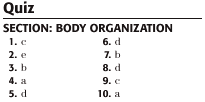 Quiz
SECTION: BODY ORGANIZATION
1. c 6. d
2. e 7. b
3. b 8. d
4. a 9. c
5. d 10. a